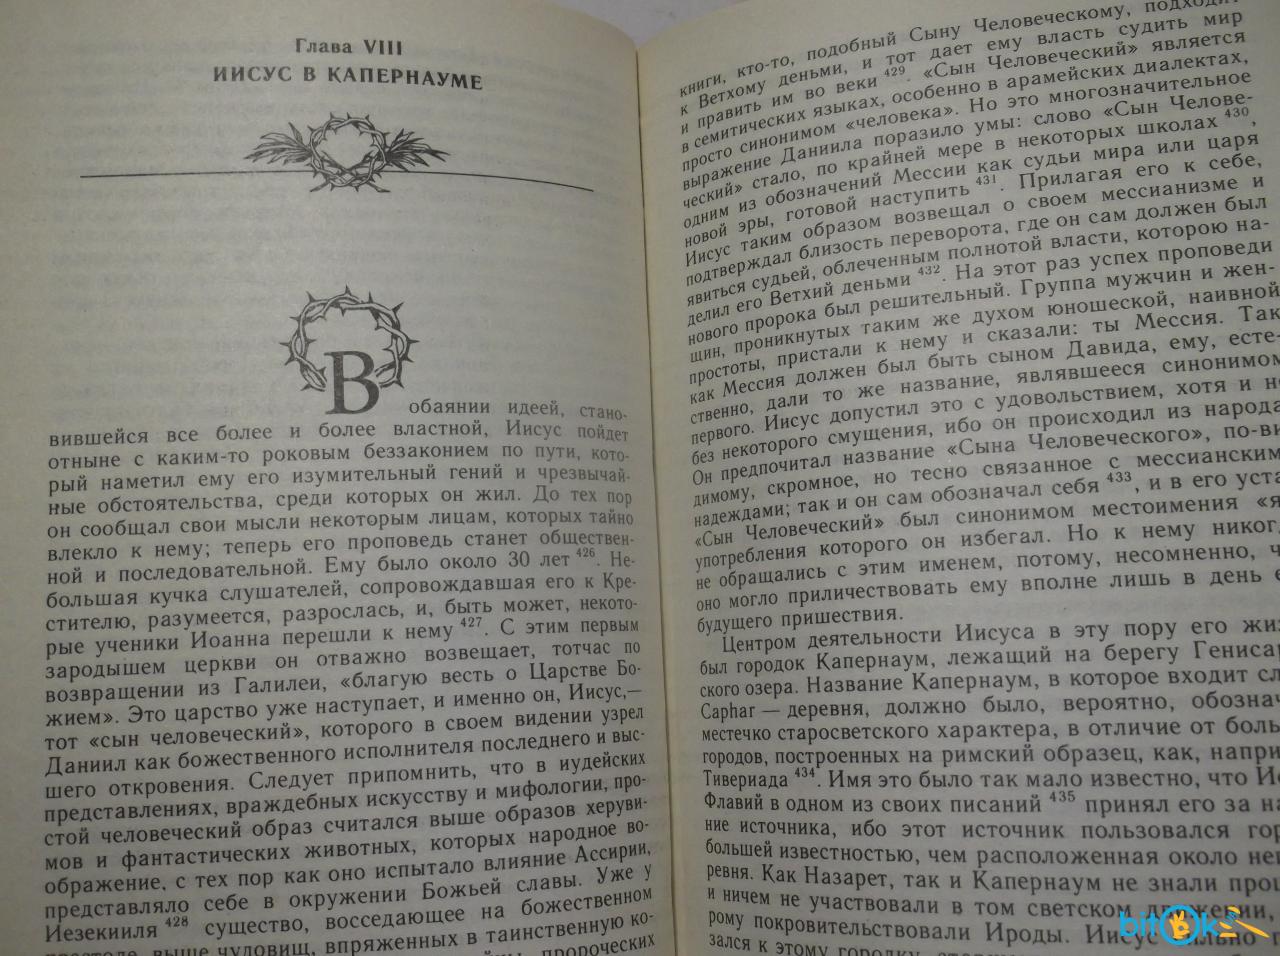 Глава VIII
ИИСУС В КАПЕРНАУМЕ
В обаянии идеей, стано-
вившейся все более и более властной, Иисус пойдет
отныне с каким-то роковым беззаконием по пути, кото-
рый наметил ему его изумительный гений и чрезвычай-
ные обстоятельства, среди которых он жил. До тех пор
он сообщал свои мысли некоторым лицам, которых тайно
влекло к нему; теперь его проповедь станет обществен-
ной и последовательной. Ему было около 30 лет 426. Не-
большая кучка слушателей, сопровождавшая его к Кре-
стителю, разумеется, разрослась, и, быть может, некото-
рые ученики Иоанна перешли к нему 427. С этим первым
зародышем церкви он отважно возвещает, тотчас по
возвращении из Галилеи, «благую весть о Царстве Бо-
жием». Это царство уже наступает, и именно он, Иисус,—
тот «сын человеческий», которого в своем видении узрел
Даниил как божественного исполнителя последнего и выс-
шего откровения. Следует припомнить, что в иудейских
представлениях, враждебных искусству и мифологии, про-
стой человеческий образ считался выше образов херуви-
мов и фантастических животных, которых народное во-
ображение, с тех пор как оно испытало влияние Ассирии,
представляло себе в окружении Божьей славы. Уже у
Иезекииля 428 существо, восседающее на божественном
престоле, выше чудовищ, впряженных в таинственную ко-
пророческих
книги, кто-то, подобный Сыну Человеческому, подходит
к Ветхому деньми, и тот дает ему власть судить мир
и править им во веки 429. «Сын Человеческий» является
в семитических языках, особенно в арамейских диалектах,
просто синонимом «человека». Но это многозначительное
выражение Даниила поразило умы: слово «Сын Челове-
ческий» стало, по крайней мере в некоторых школах 430,
одним из обозначений Мессии как судьи мира или царя
новой эры, готовой наступить 431. Прилагая его к себе,
Иисус таким образом возвещал о своем мессианизме и
подтверждал близость переворота, где он сам должен был
явиться судьей, облеченным полнотой власти, которою на-
делил его Ветхий деньми 432. На этот раз успех проповеди
нового пророка был решительный. Группа мужчин и жен-
щин, проникнутых таким же духом юношеской, наивной
простоты, пристали к нему и сказали: ты Мессия. Так
как Мессия должен был быть сыном Давида, ему, есте-
ственно, дали то же название, являвшееся синонимом
первого. Иисус допустил это с удовольствием, хотя и не
без некоторого смущения, ибо он происходил из народа.
Он предпочитал название «Сына Человеческого», по-ви-
димому, скромное, но тесно связанное с мессианским
надеждами; так и он сам обозначал себя 433, и в его уста
«Сын Человеческий» был синонимом местоимения «я
употребления которого он избегал. Но к нему никог
не обращались с этим именем, потому, несомненно, ч
оно могло приличествовать ему вполне лишь в день е
будущего пришествия.
Центром деятельности Иисуса в эту пору его жиз
был городок Капернаум, лежащий на берегу Генисар
ского озера. Название Капернаум, в которое входит сл
Caphar — деревня, должно было, вероятно, обознач
местечко старосветского характера, в отличие от боль
городов, построенных на римский образец, как, напри
Тивериада 434. Имя это было так мало известно, что Ио
Флавий в одном из своих писаний 435 принял его за на
ние источника, ибо этот источник пользовался гор
большей известностью, чем расположенная около нег
ревня. Как Назарет, так и Капернаум не знали прош
и ничем не участвовали в том светском движении,
рому покровительствовали Ироды. Иисус сильно п
зался к этому городку,
bitok